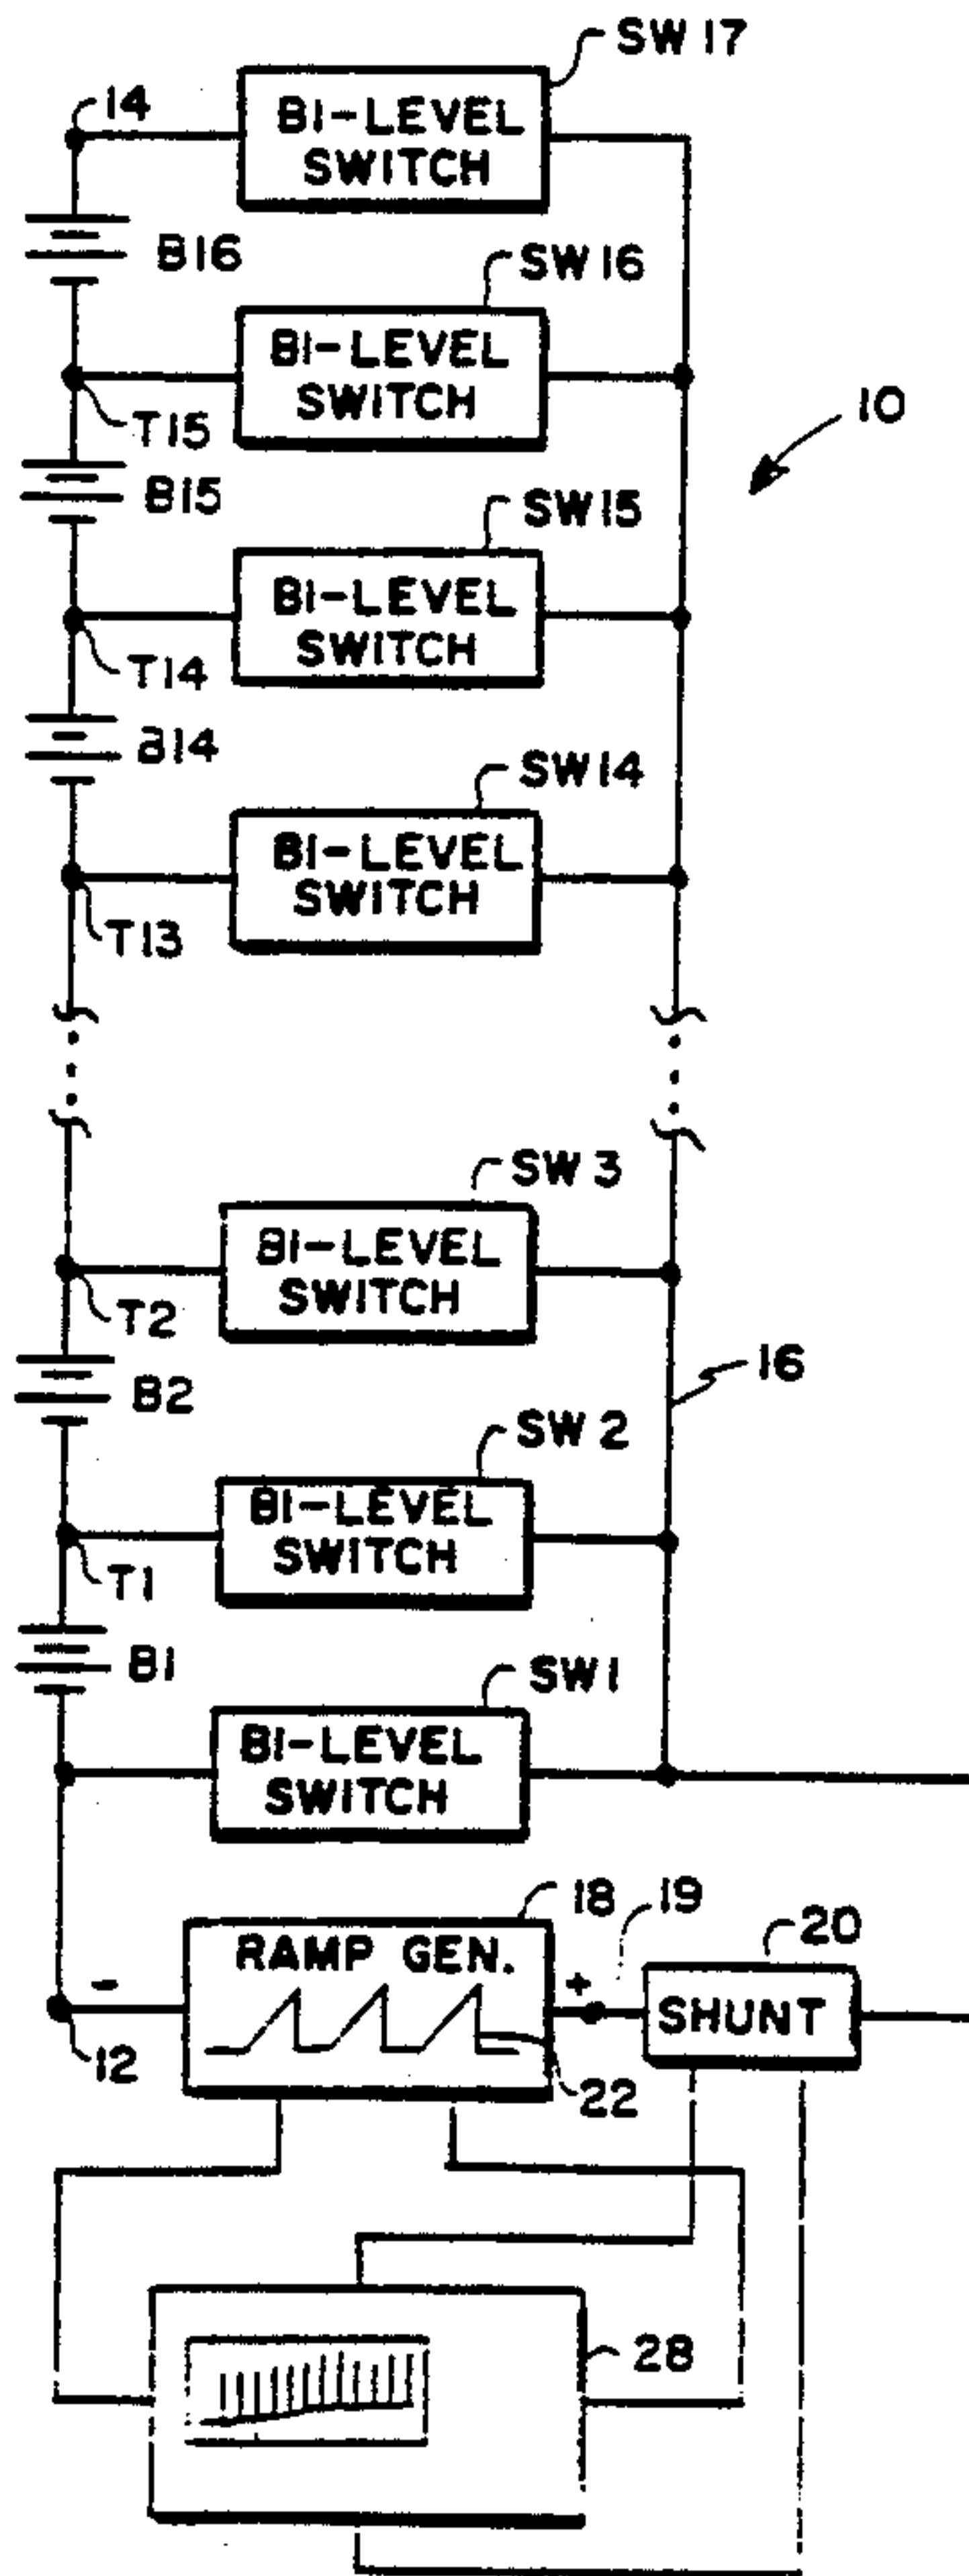 SW 17
14
BI-LEVEL
SWITCH
B16
SW 16
BI-LEVEL
SWITCH
T15
10
B15
SW 15
BI-LEVEL
SWITCH
T14
B14
SW 14
BI-LEVEL
SWITCH
T13
SW 3
BI-LEVEL
SWITCH
T2
16
B2
SW 2
BI-LEVEL
SWITCH
T1
B1
SW1
BI-LEVEL
SWITCH
18
19
20
RAMP GEN.
-
+
SHUNT
12
22
28